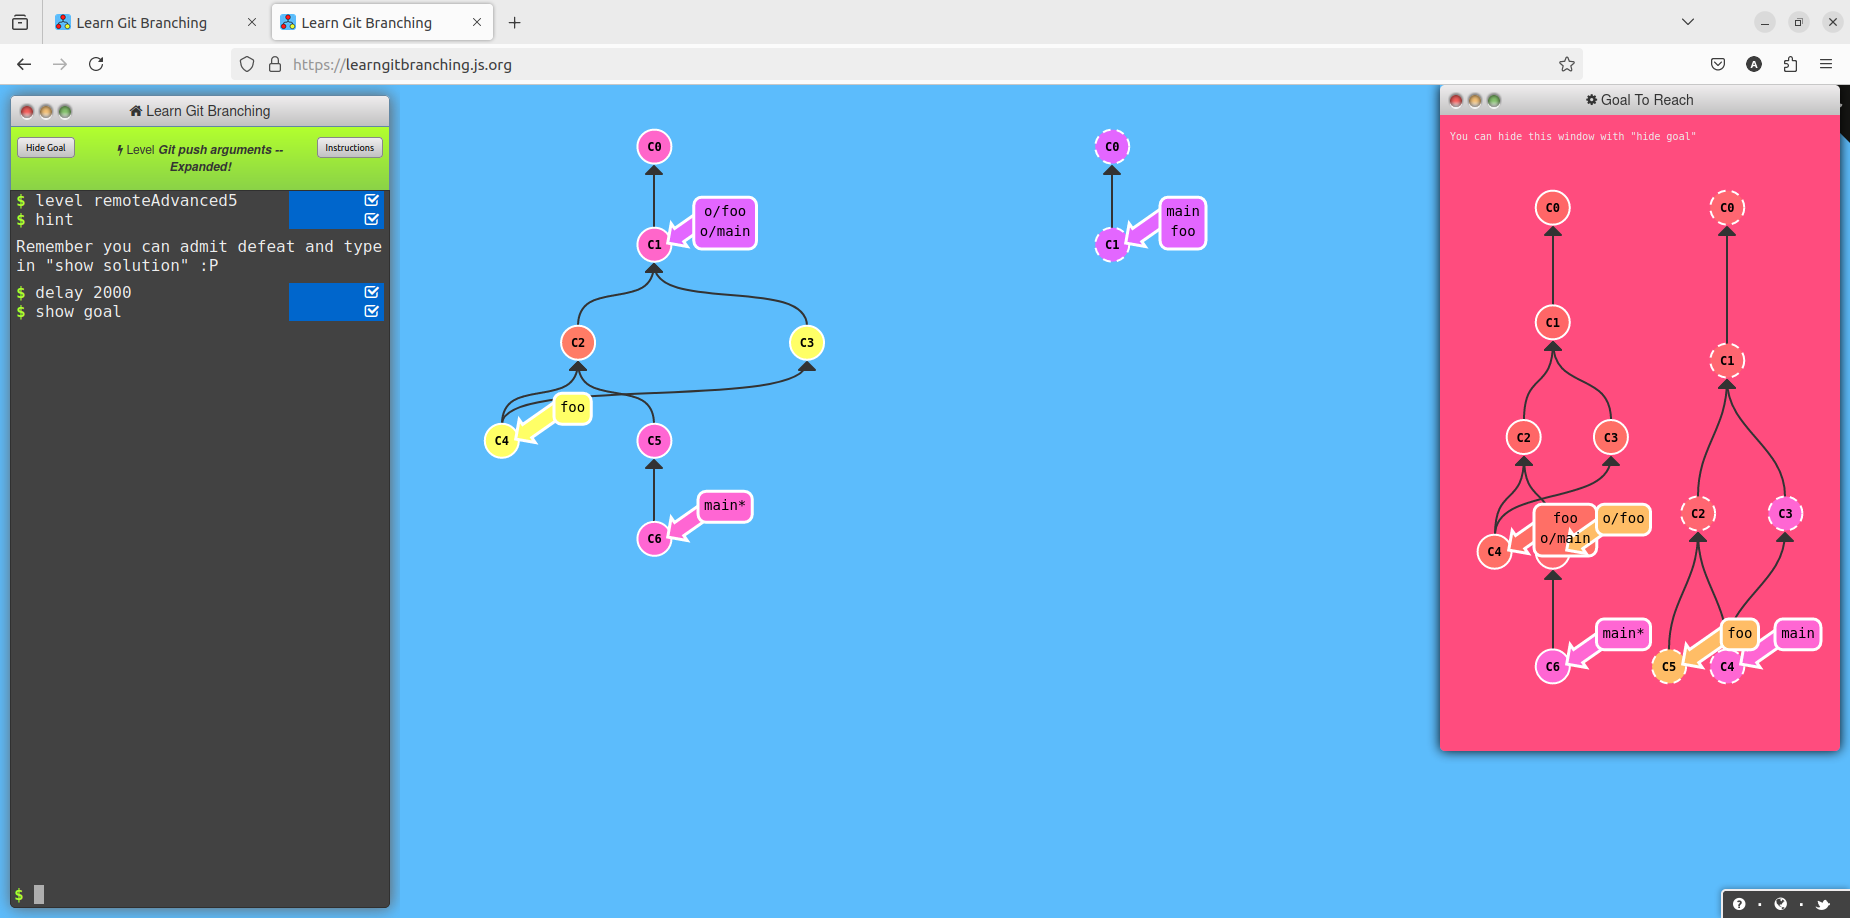 Learn Git Branching
Learn Git Branching
https://learngitbranching.js.org
A
Learn Git Branching
Hide Goal
Level Git push arguments --
Expanded!
Instructions
$ level remoteAdvanced5
$ hint
Remember you can admit defeat and type
in "show solution" :P
$ delay 2000
$ show goal
$
C0
o/foo
o/main
C1
C2
C3
foo
C4
C5
main*
C6
C0
main
foo
C1
Goal To Reach
You can hide this window with "hide goal"
C0
C0
C1
C1
C2
C3
C2
C3
foo
o/main
o/foo
C4
main*
foo
main
C6
C5
C4